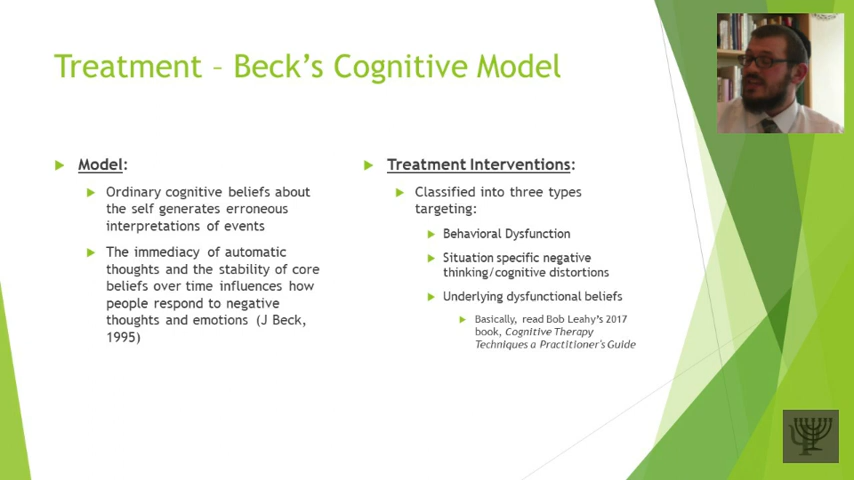 Treatment – Beck's Cognitive Model
Model:
Ordinary cognitive beliefs about
the self generates erroneous
interpretations of events
The immediacy of automatic
thoughts and the stability of core
beliefs over time influences how
people respond to negative
thoughts and emotions (J Beck,
1995)
Treatment Interventions:
Classified into three types
targeting:
Behavioral Dysfunction
Situation specific negative
thinking/cognitive distortions
Underlying dysfunctional beliefs
Basically, read Bob Leahy's 2017
book, Cognitive Therapy
Techniques a Practitioner's Guide